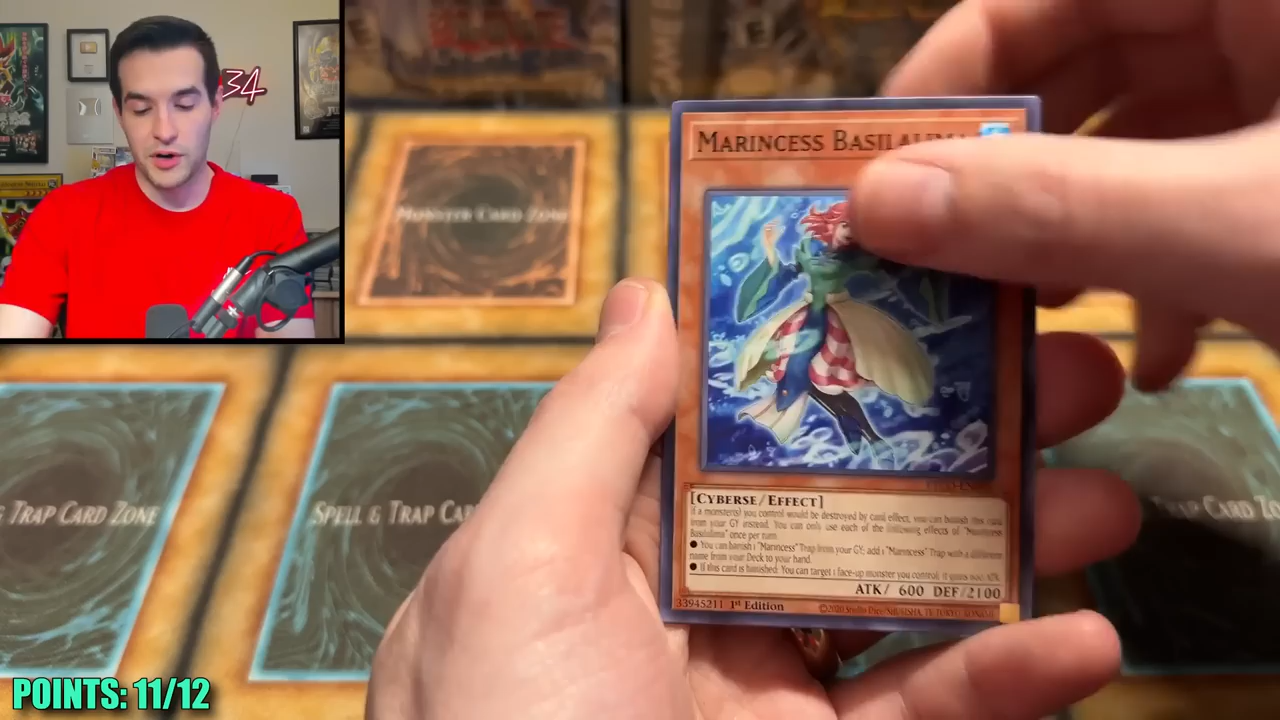 34
MARINCESS BASILALIMA
MONSTER CARD ZONE
[CYBERSE/EFFECT]
If a monster(s) you control would be destroyed by card effect, you can banish this card
from your GY instead. You can only use each of the following effects of "Marincess
Basilalima" once per turn.
● You can banish 1 "Marincess" Trap from your GY; add 1 "Marincess" Trap with a different
name from your Deck to your hand.
● If this card is banished: You can target 1 face-up monster you control; it gains 600 ATK.
ATK/ 600 DEF/2100
33945211 1st Edition
©2020 Studio Dice/SHUEISHA, TV TOKYO, KONAMI
TRAP CARD ZONE
SPELL & TRAP CA
TRAP CARD
POINTS: 11/12